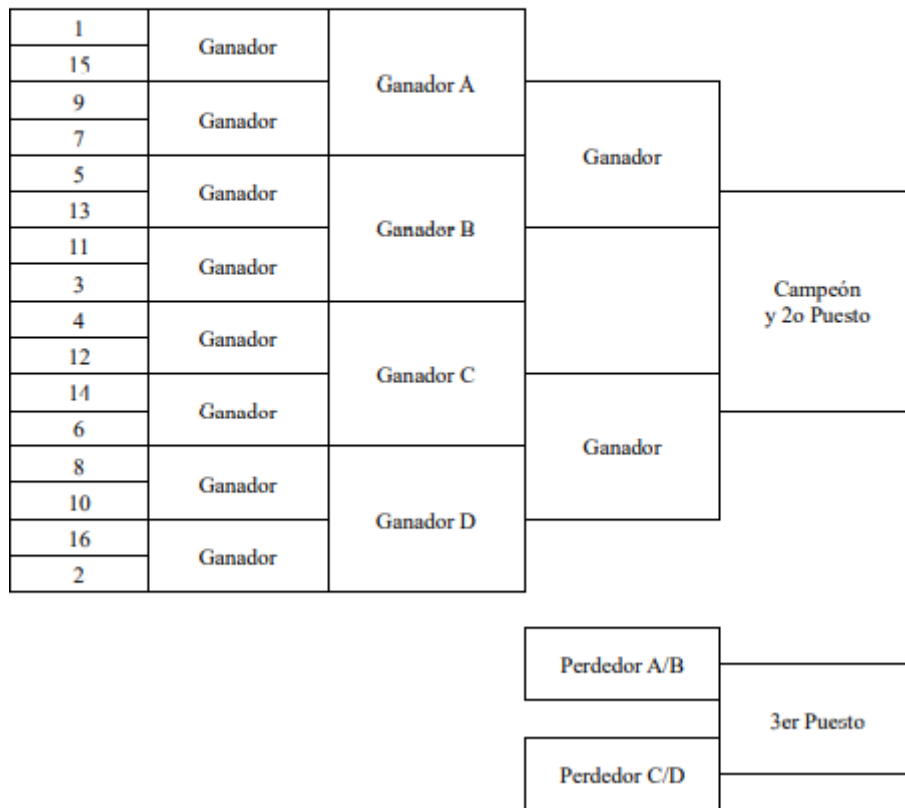 1
15
Ganador
9
7
Ganador
Ganador A
5
13
Ganador
11
3
Ganador
Ganador B
Ganador
4
12
Ganador
14
6
Ganador
Ganador C
8
10
Ganador
16
2
Ganador
Ganador D
Ganador
Campeón
y 2o Puesto
Perdedor A/B
Perdedor C/D
3er Puesto